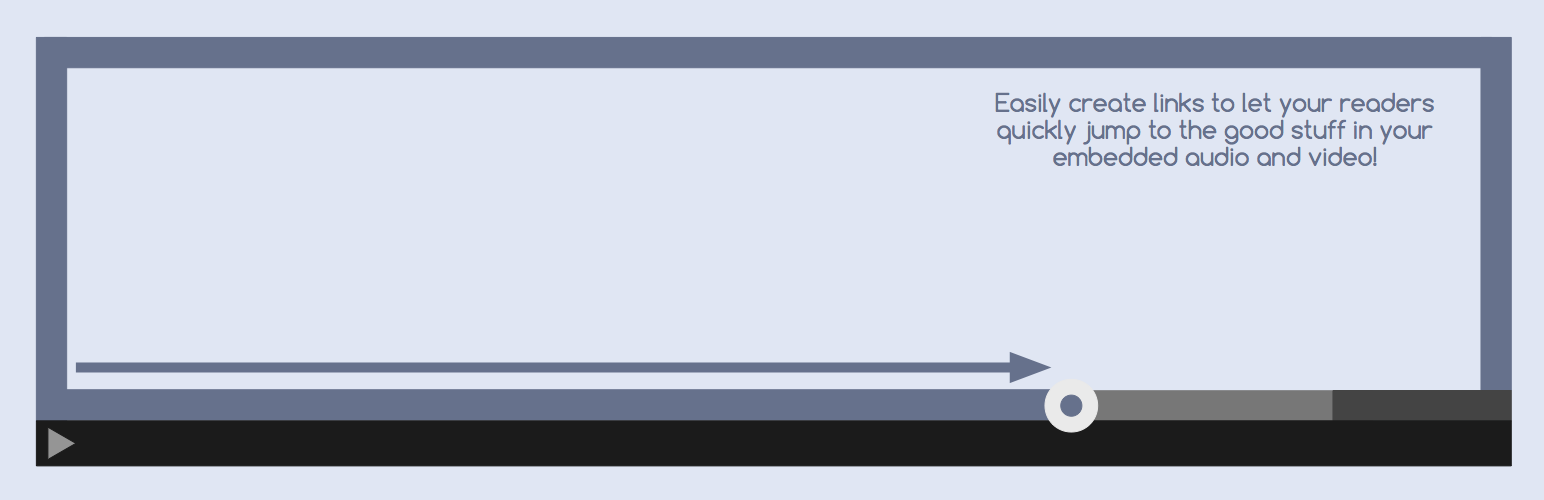 Easily create links to let your readers
quickly jump to the good stuff in your
embedded audio and video!